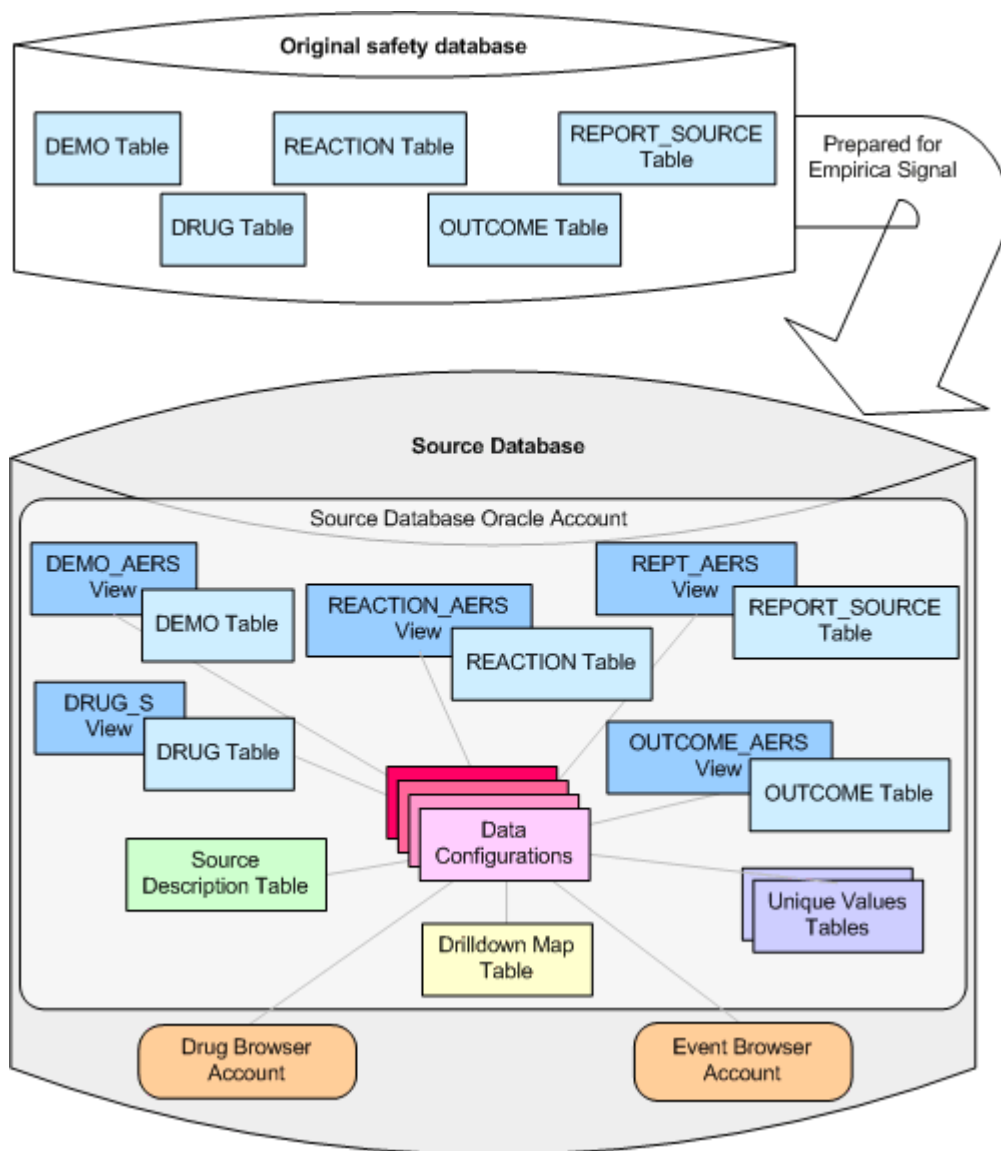 Original safety database
DEMO Table
REACTION Table
REPORT_SOURCE
Table
DRUG Table
OUTCOME Table
Prepared for
Empirica Signal
Source Database
Source Database Oracle Account
DEMO_AERS
View
DEMO Table
REACTION_AERS
View
REACTION Table
REPT_AERS
View
REPORT_SOURCE
Table
DRUG_S
View
DRUG Table
OUTCOME_AERS
View
OUTCOME Table
Data
Configurations
Source
Description Table
Unique Values
Tables
Drilldown Map
Table
Drug Browser
Account
Event Browser
Account